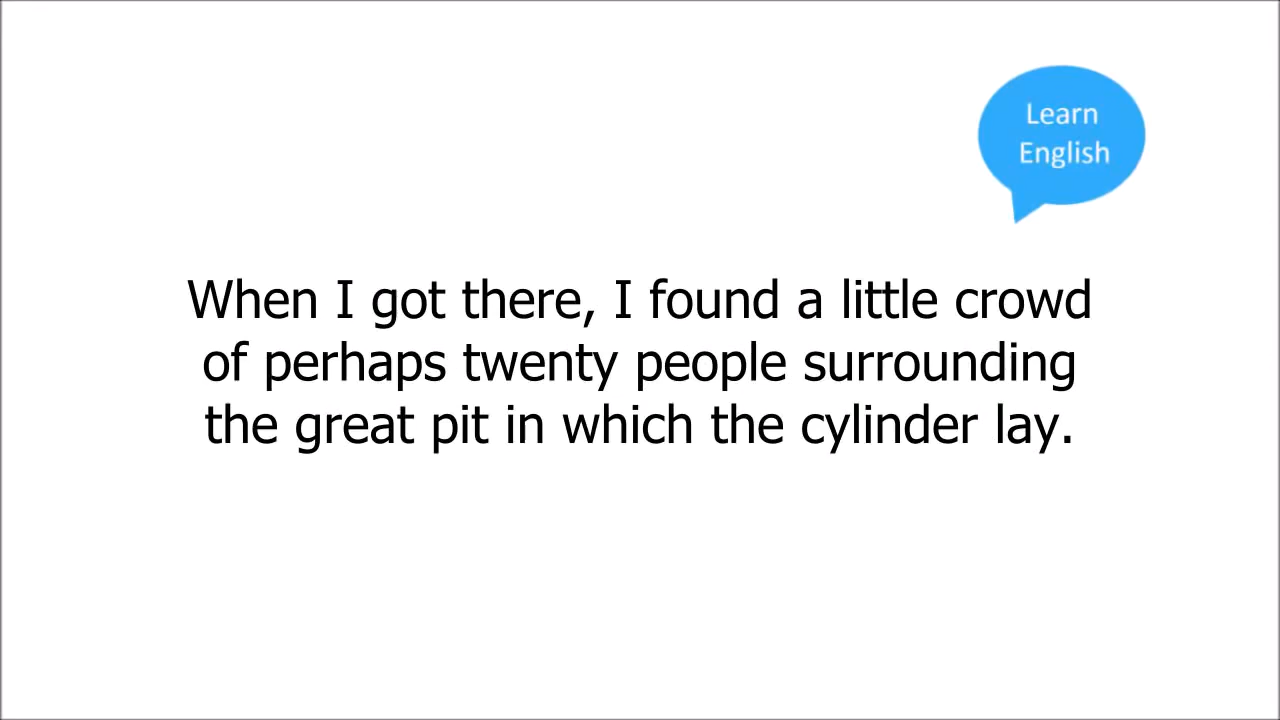 Learn
English
When I got there, I found a little crowd
of perhaps twenty people surrounding
the great pit in which the cylinder lay.